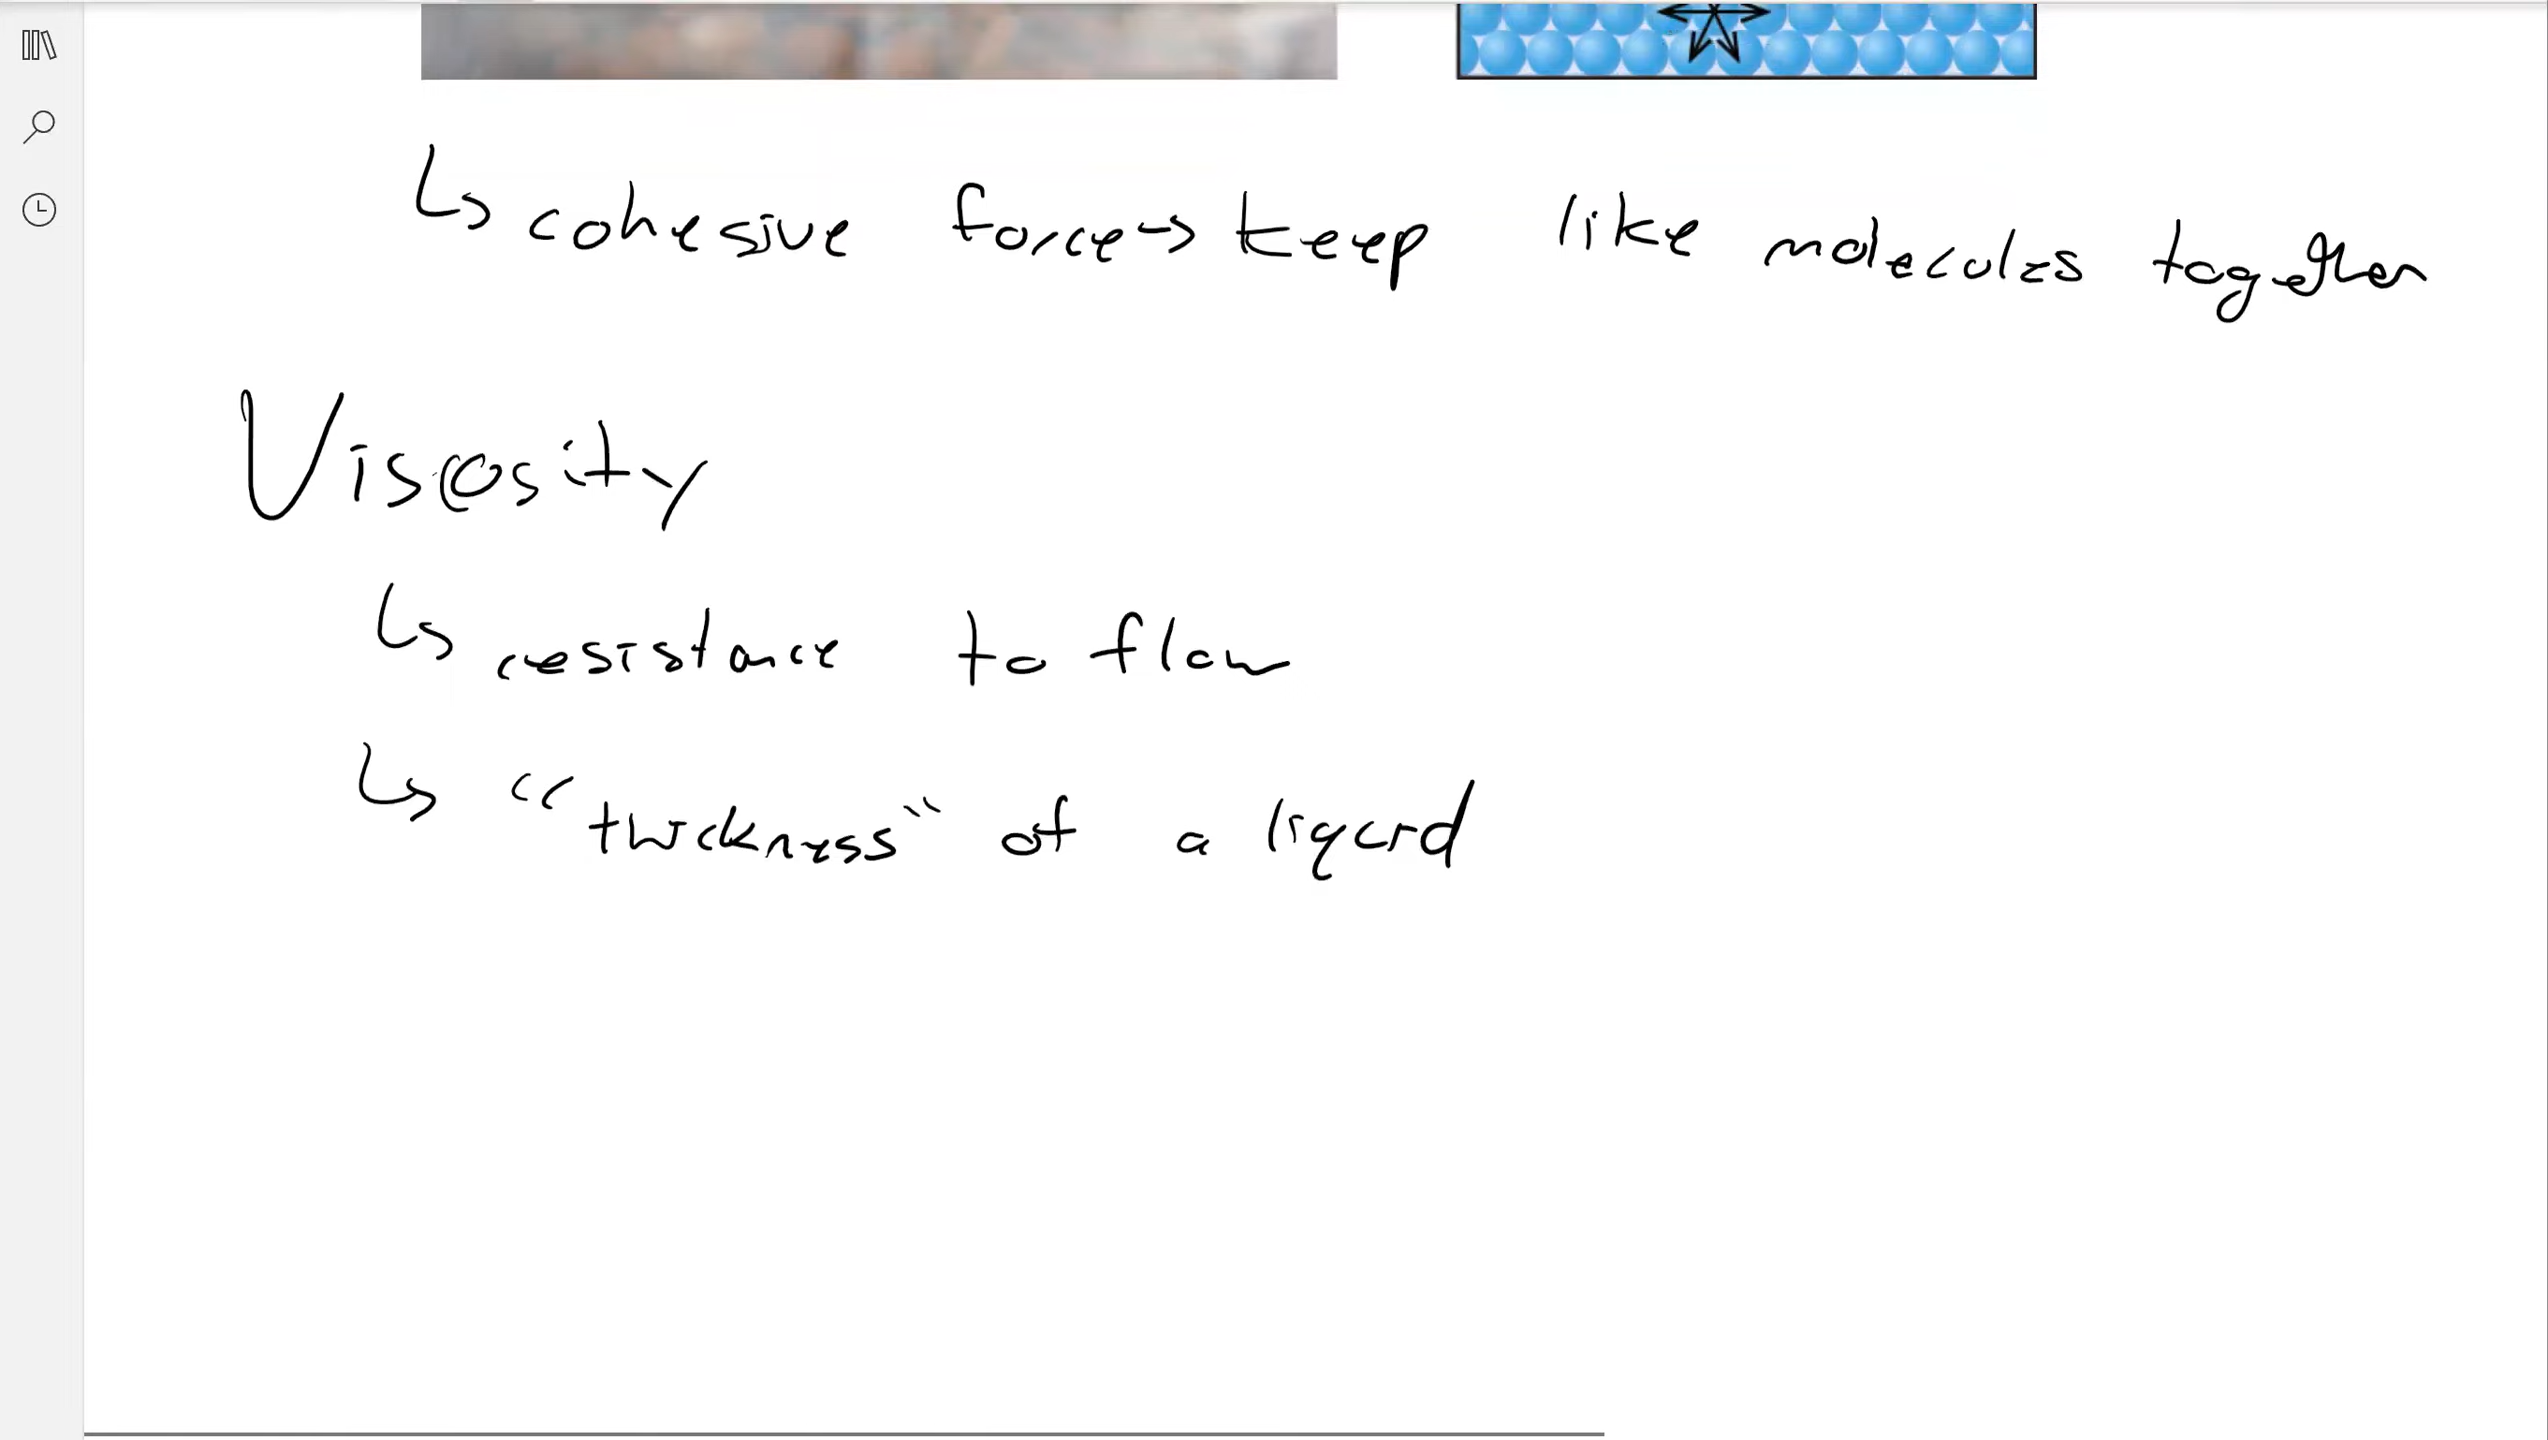 ↳ cohesive forces keep like molecules together
Viscosity
↳ resistance to flow
↳ "thickness" of a liquid